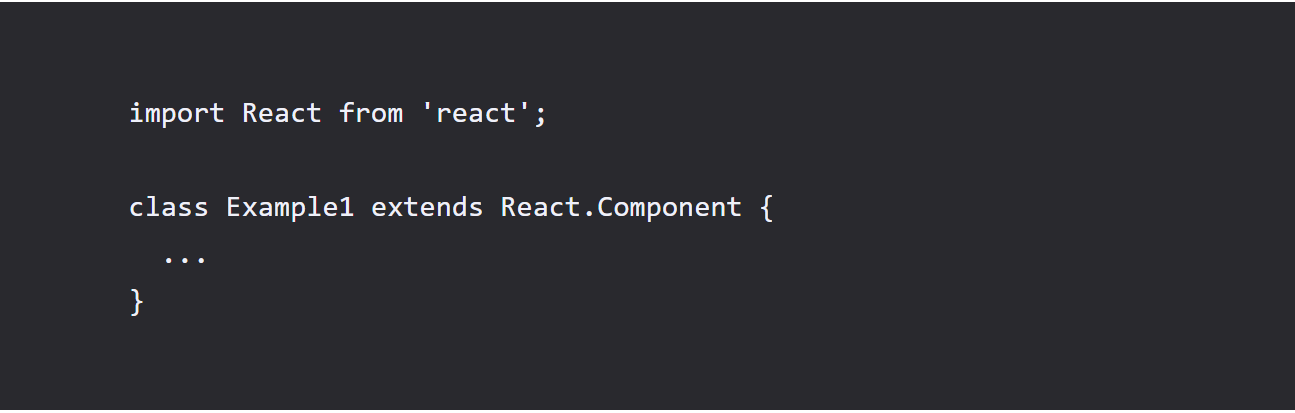 import React from 'react';
class Example1 extends React.Component {
...
}